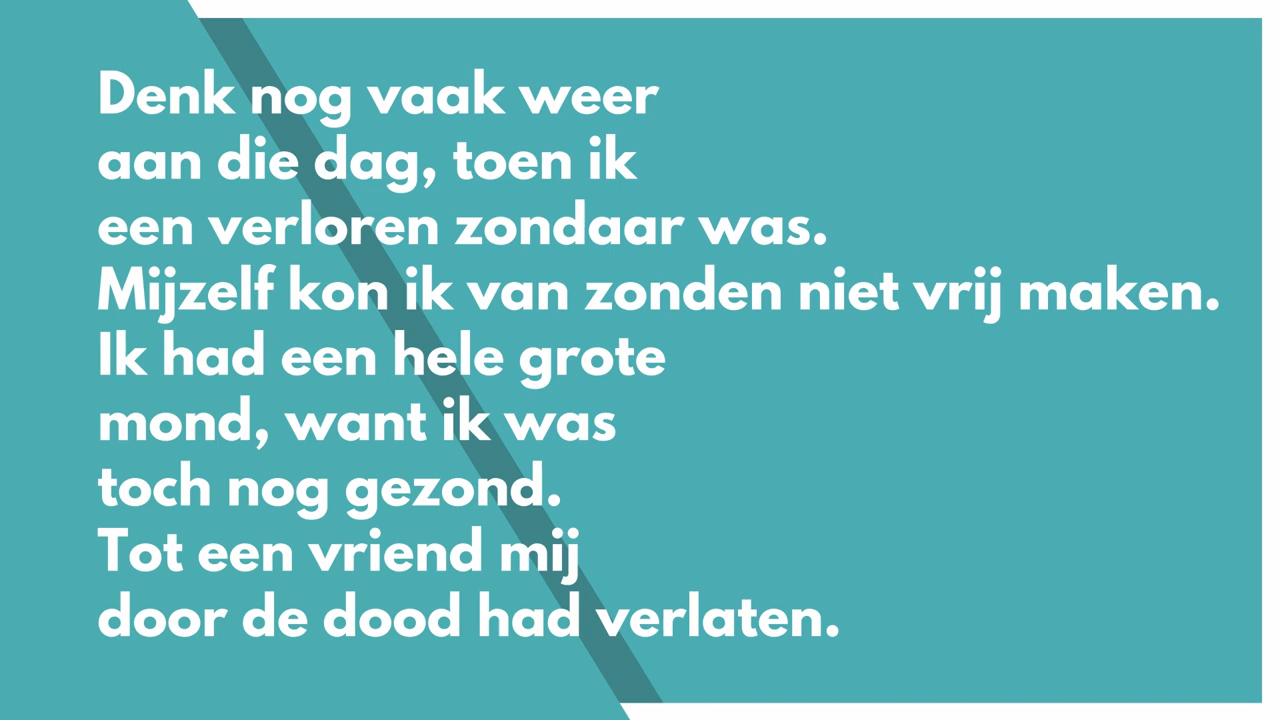 Denk nog vaak weer
aan die dag, toen ik
een verloren zondaar was.
Mijzelf kon ik van zonden niet vrij maken.
Ik had een hele grote
mond, want ik was
toch nog gezond.
Tot een vriend mij
door de dood had verlaten.